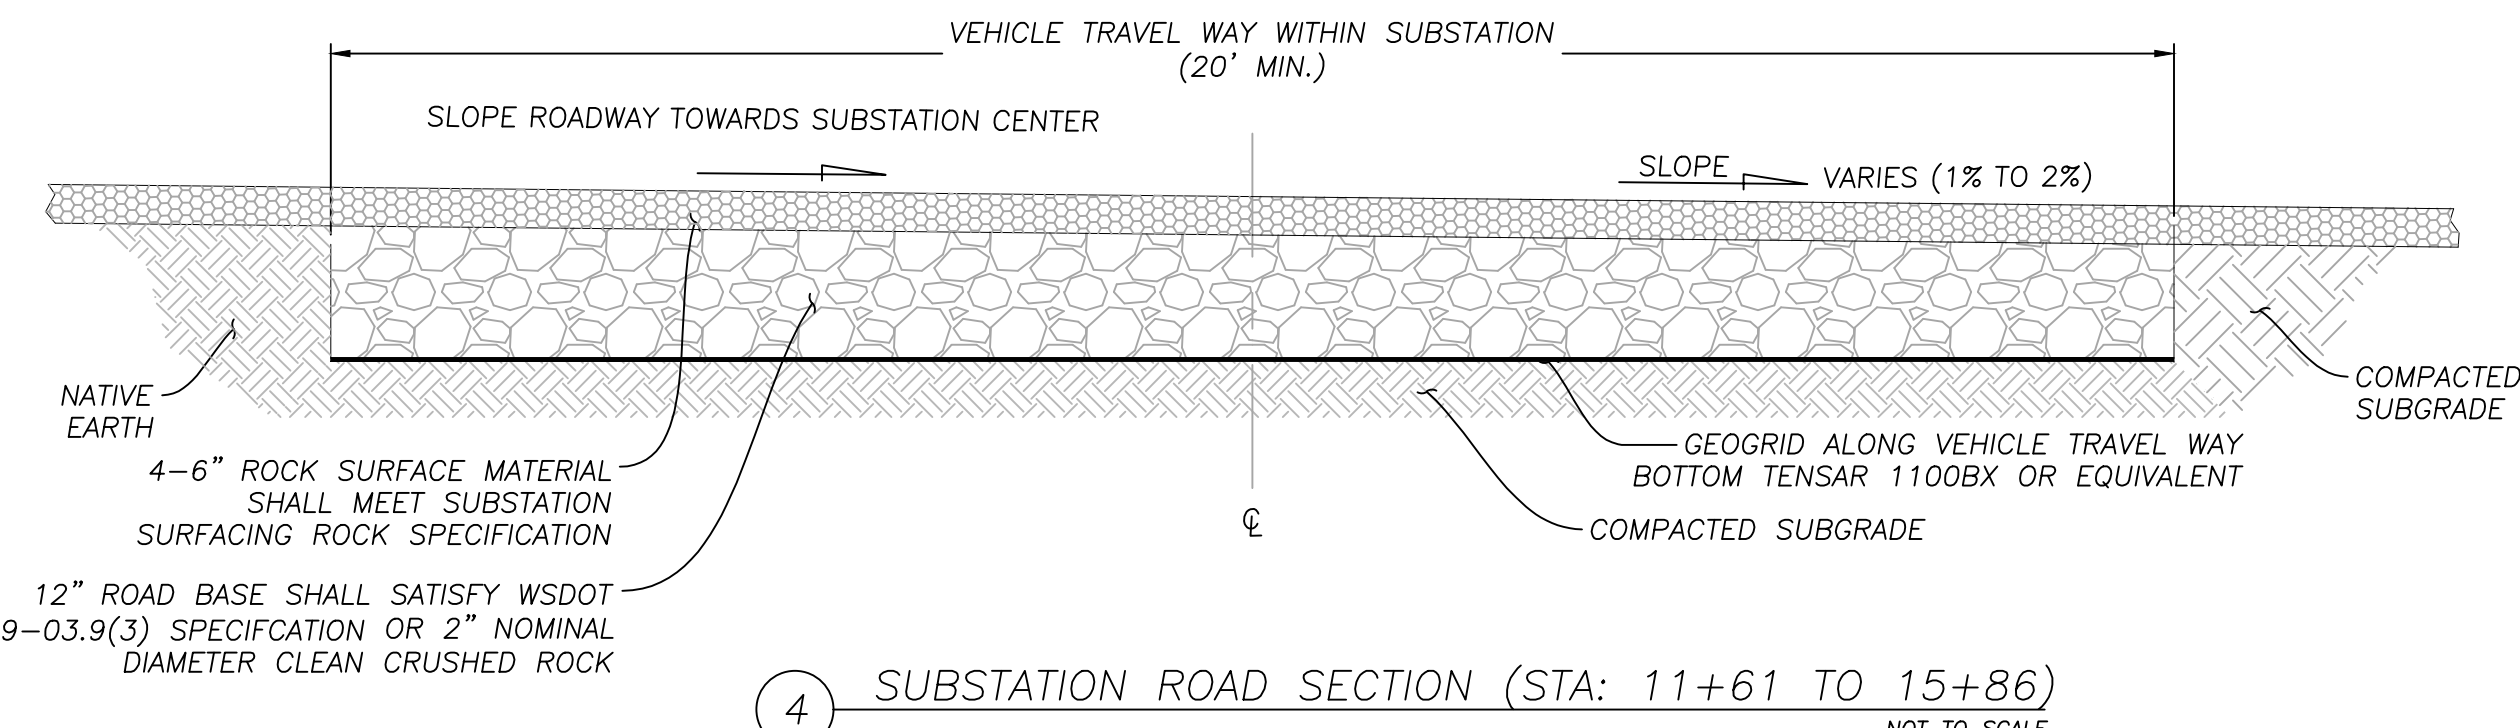 VEHICLE TRAVEL WAY WITHIN SUBSTATION
(20' MIN.)
SLOPE ROADWAY TOWARDS SUBSTATION CENTER
SLOPE
VARIES (1% TO 2%)
NATIVE
EARTH
COMPACTED
SUBGRADE
4-6" ROCK SURFACE MATERIAL
SHALL MEET SUBSTATION
SURFACING ROCK SPECIFICATION
GEOGRID ALONG VEHICLE TRAVEL WAY
BOTTOM TENSAR 1100BX OR EQUIVALENT
COMPACTED SUBGRADE
℄
12" ROAD BASE SHALL SATISFY WSDOT
9-03.9(3) SPECIFCATION OR 2" NOMINAL
DIAMETER CLEAN CRUSHED ROCK
4
SUBSTATION ROAD SECTION (STA: 11+61 TO 15+86)
NOT TO SCALE